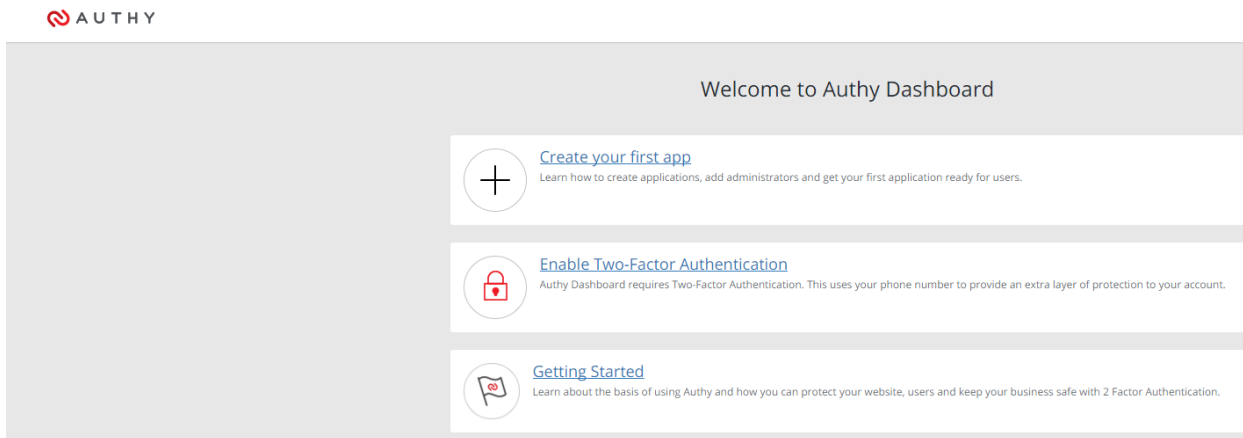 AUTHY
Welcome to Authy Dashboard
Create your first app
Learn how to create applications, add administrators and get your first application ready for users.
Enable Two-Factor Authentication
Authy Dashboard requires Two-Factor Authentication. This uses your phone number to provide an extra layer of protection to your account.
Getting Started
Learn about the basis of using Authy and how you can protect your website, users and keep your business safe with 2 Factor Authentication.